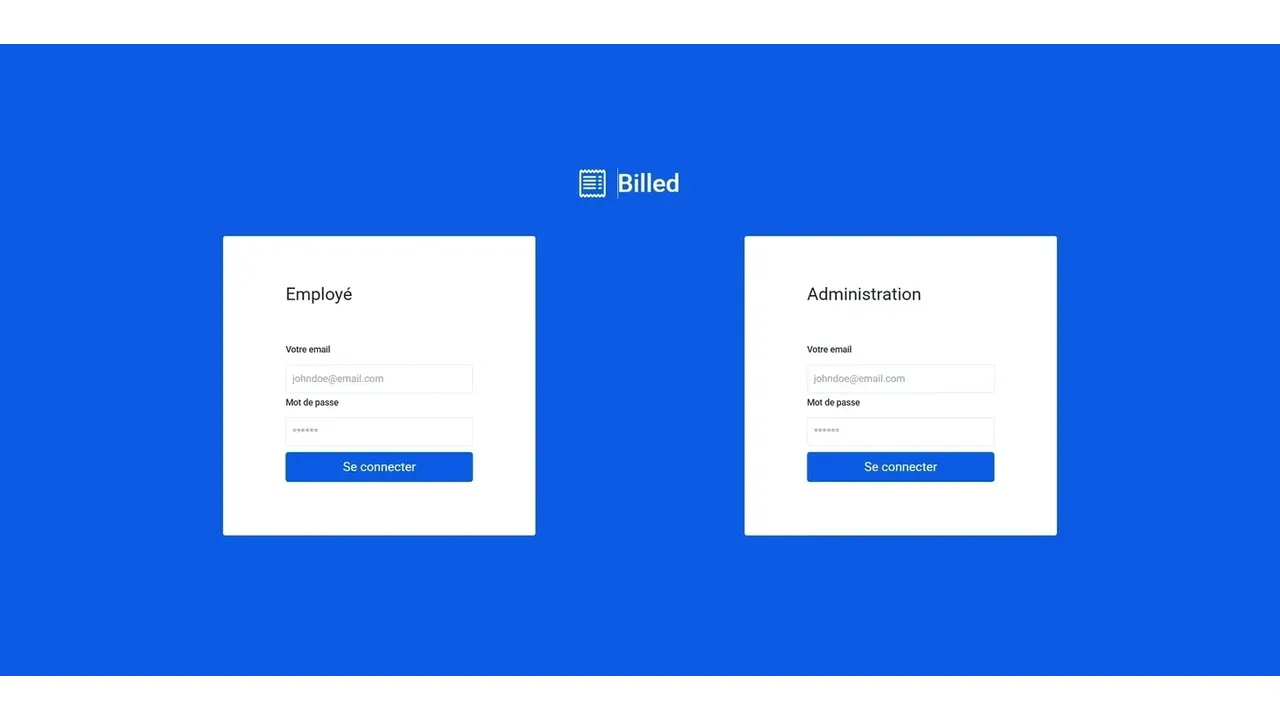 Billed
Employé
Votre email
johndoe@email.com
Mot de passe
******
Se connecter
Administration
Votre email
johndoe@email.com
Mot de passe
******
Se connecter